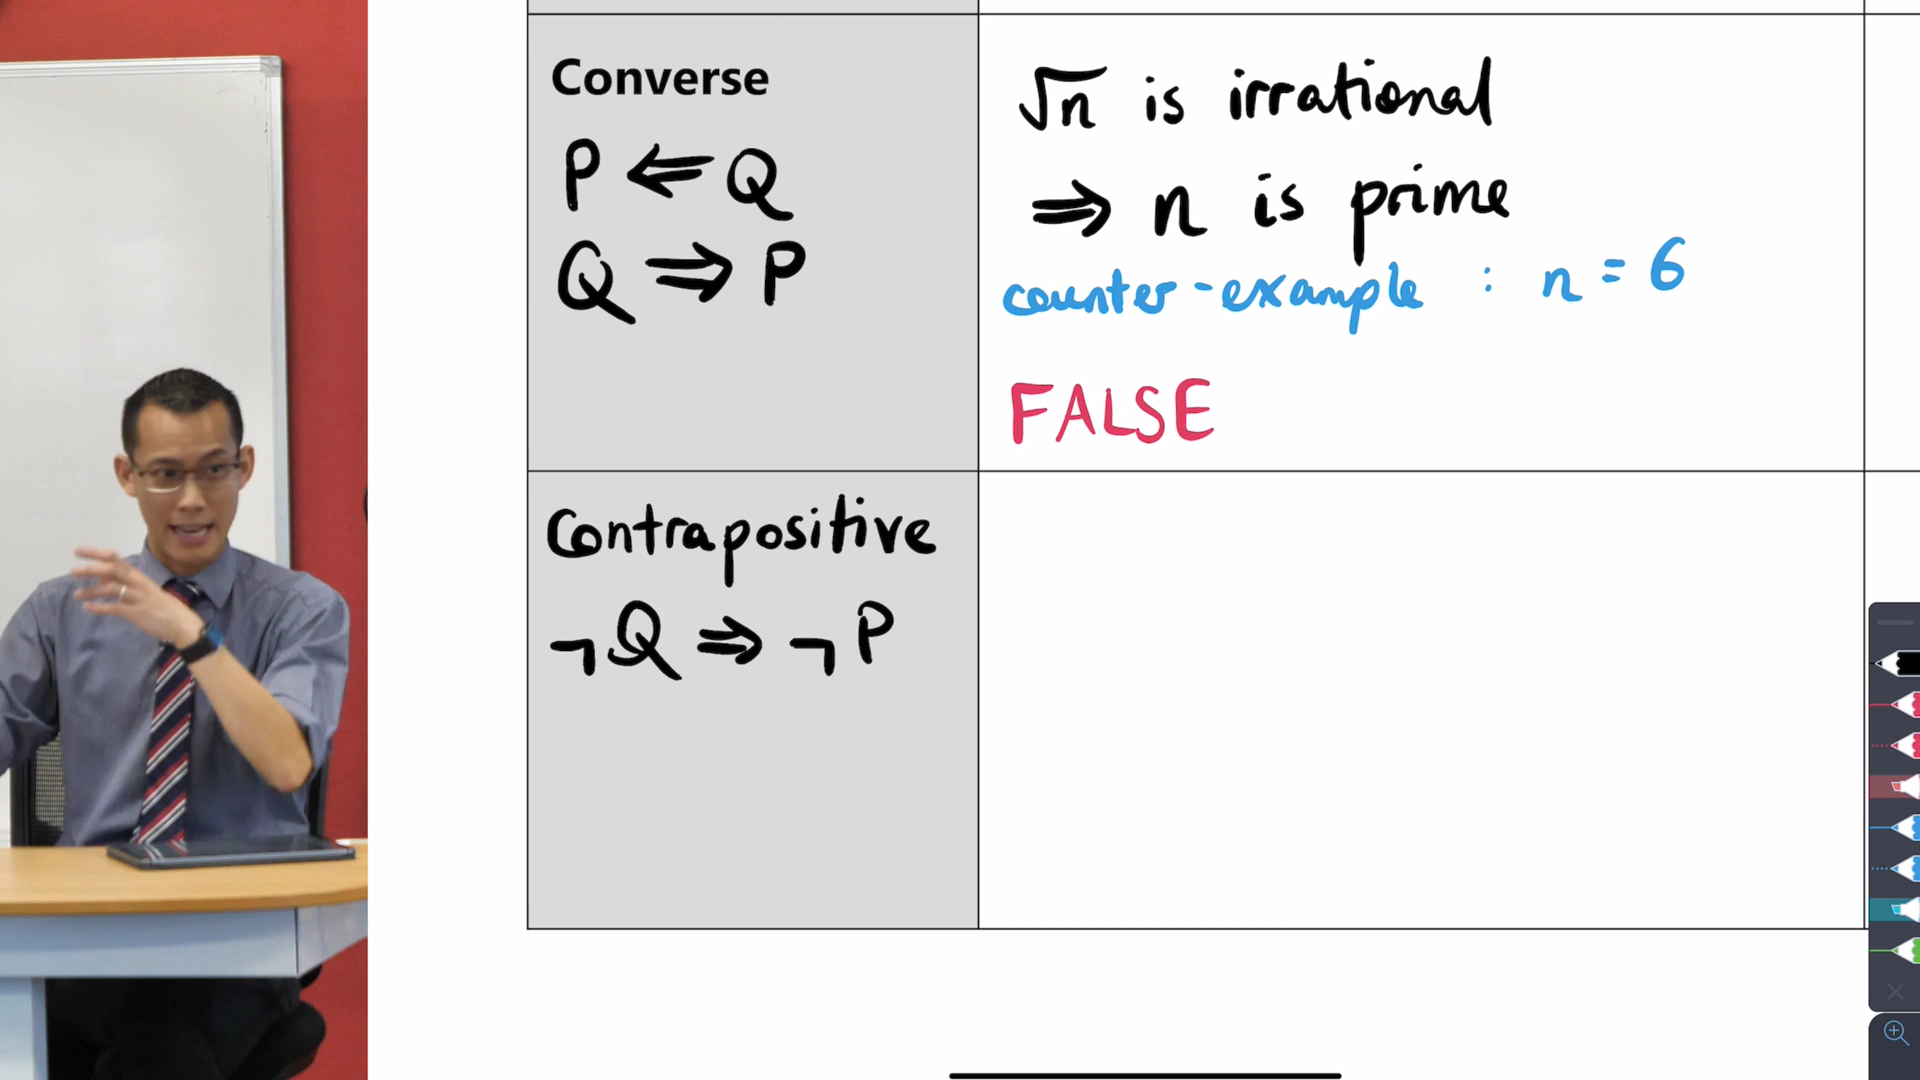 Converse
P ⇐ Q
Q ⇒ P
√n is irrational
⇒ n is prime
counter-example : n = 6
FALSE
Contrapositive
¬Q ⇒ ¬P